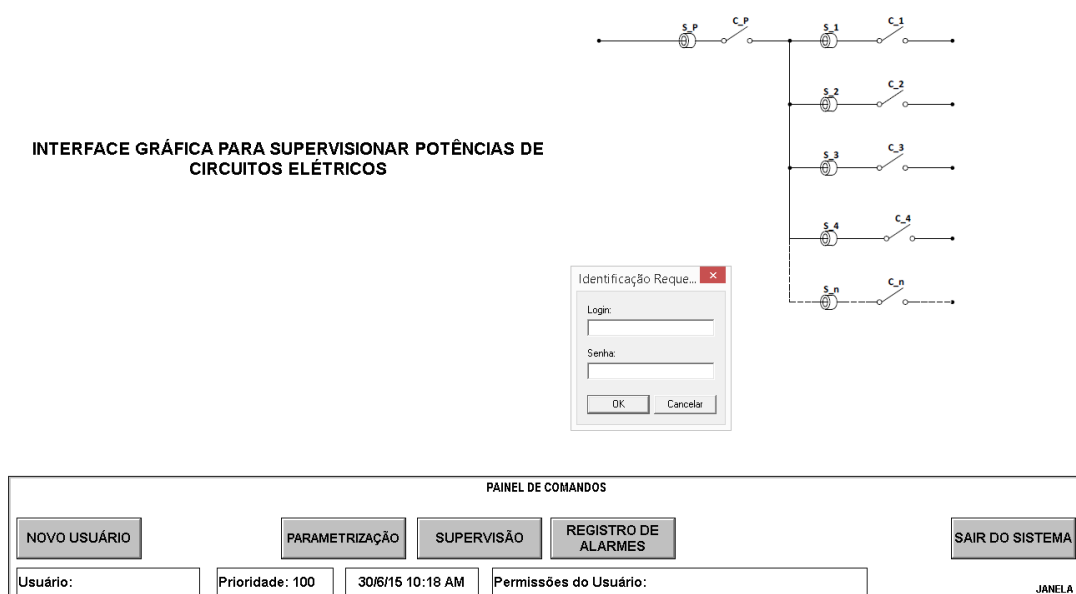 S_P
C_P
S_1
C_1
S_2
C_2
S_3
C_3
S_4
C_4
S_n
C_n
INTERFACE GRÁFICA PARA SUPERVISIONAR POTÊNCIAS DE
CIRCUITOS ELÉTRICOS
Identificação Reque...
Login:
Senha:
OK
Cancelar
PAINEL DE COMANDOS
NOVO USUÁRIO
PARAMETRIZAÇÃO
SUPERVISÃO
REGISTRO DE
ALARMES
SAIR DO SISTEMA
Usuário:
Prioridade: 100
30/6/15 10:18 AM
Permissões do Usuário:
JANELA